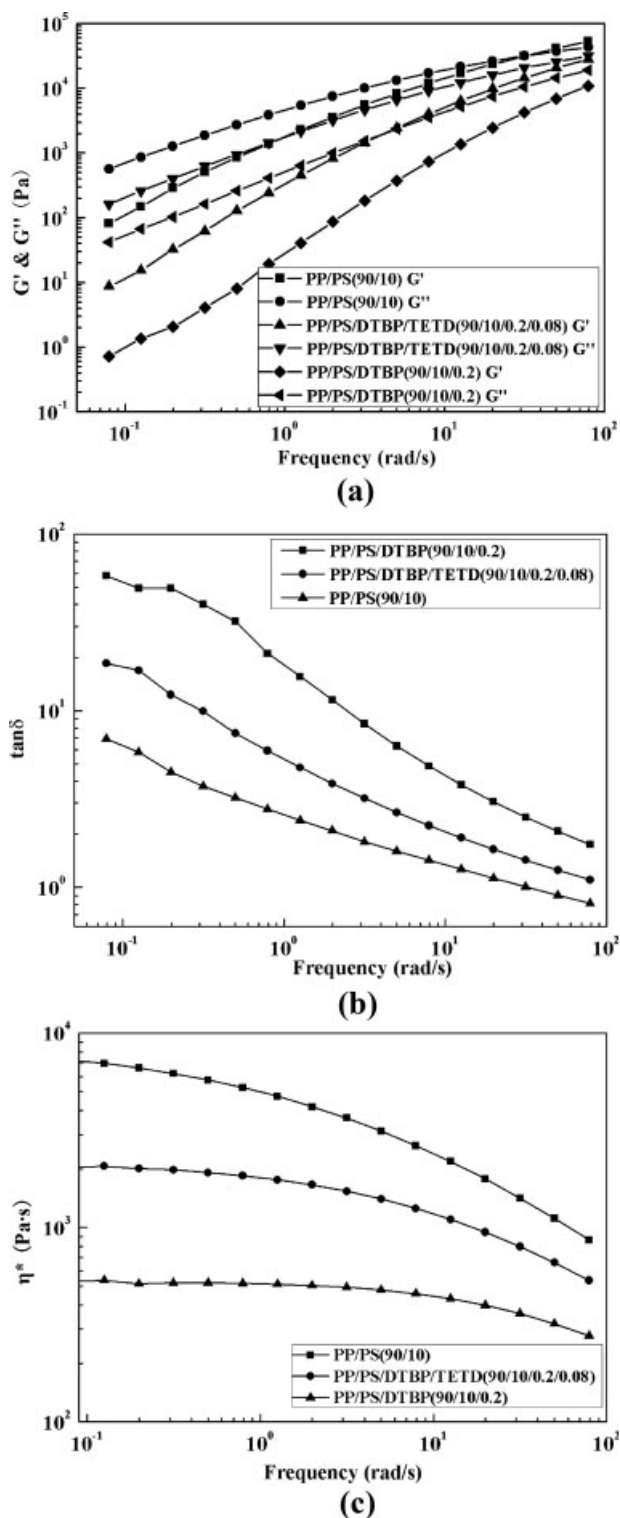 10^5
10^4
10^3
10^2
10^1
10^0
10^-1
G' & G'' (Pa)
PP/PS(90/10) G'
PP/PS(90/10) G''
PP/PS/DTBP/TETD(90/10/0.2/0.08) G'
PP/PS/DTBP/TETD(90/10/0.2/0.08) G''
PP/PS/DTBP(90/10/0.2) G'
PP/PS/DTBP(90/10/0.2) G''
10^-1 10^0 10^1 10^2
Frequency (rad/s)
(a)
10^2
10^1
10^0
tanδ
PP/PS/DTBP(90/10/0.2)
PP/PS/DTBP/TETD(90/10/0.2/0.08)
PP/PS(90/10)
10^-1 10^0 10^1 10^2
Frequency (rad/s)
(b)
10^4
10^3
10^2
η* (Pa·s)
PP/PS(90/10)
PP/PS/DTBP/TETD(90/10/0.2/0.08)
PP/PS/DTBP(90/10/0.2)
10^-1 10^0 10^1 10^2
Frequency (rad/s)
(c)